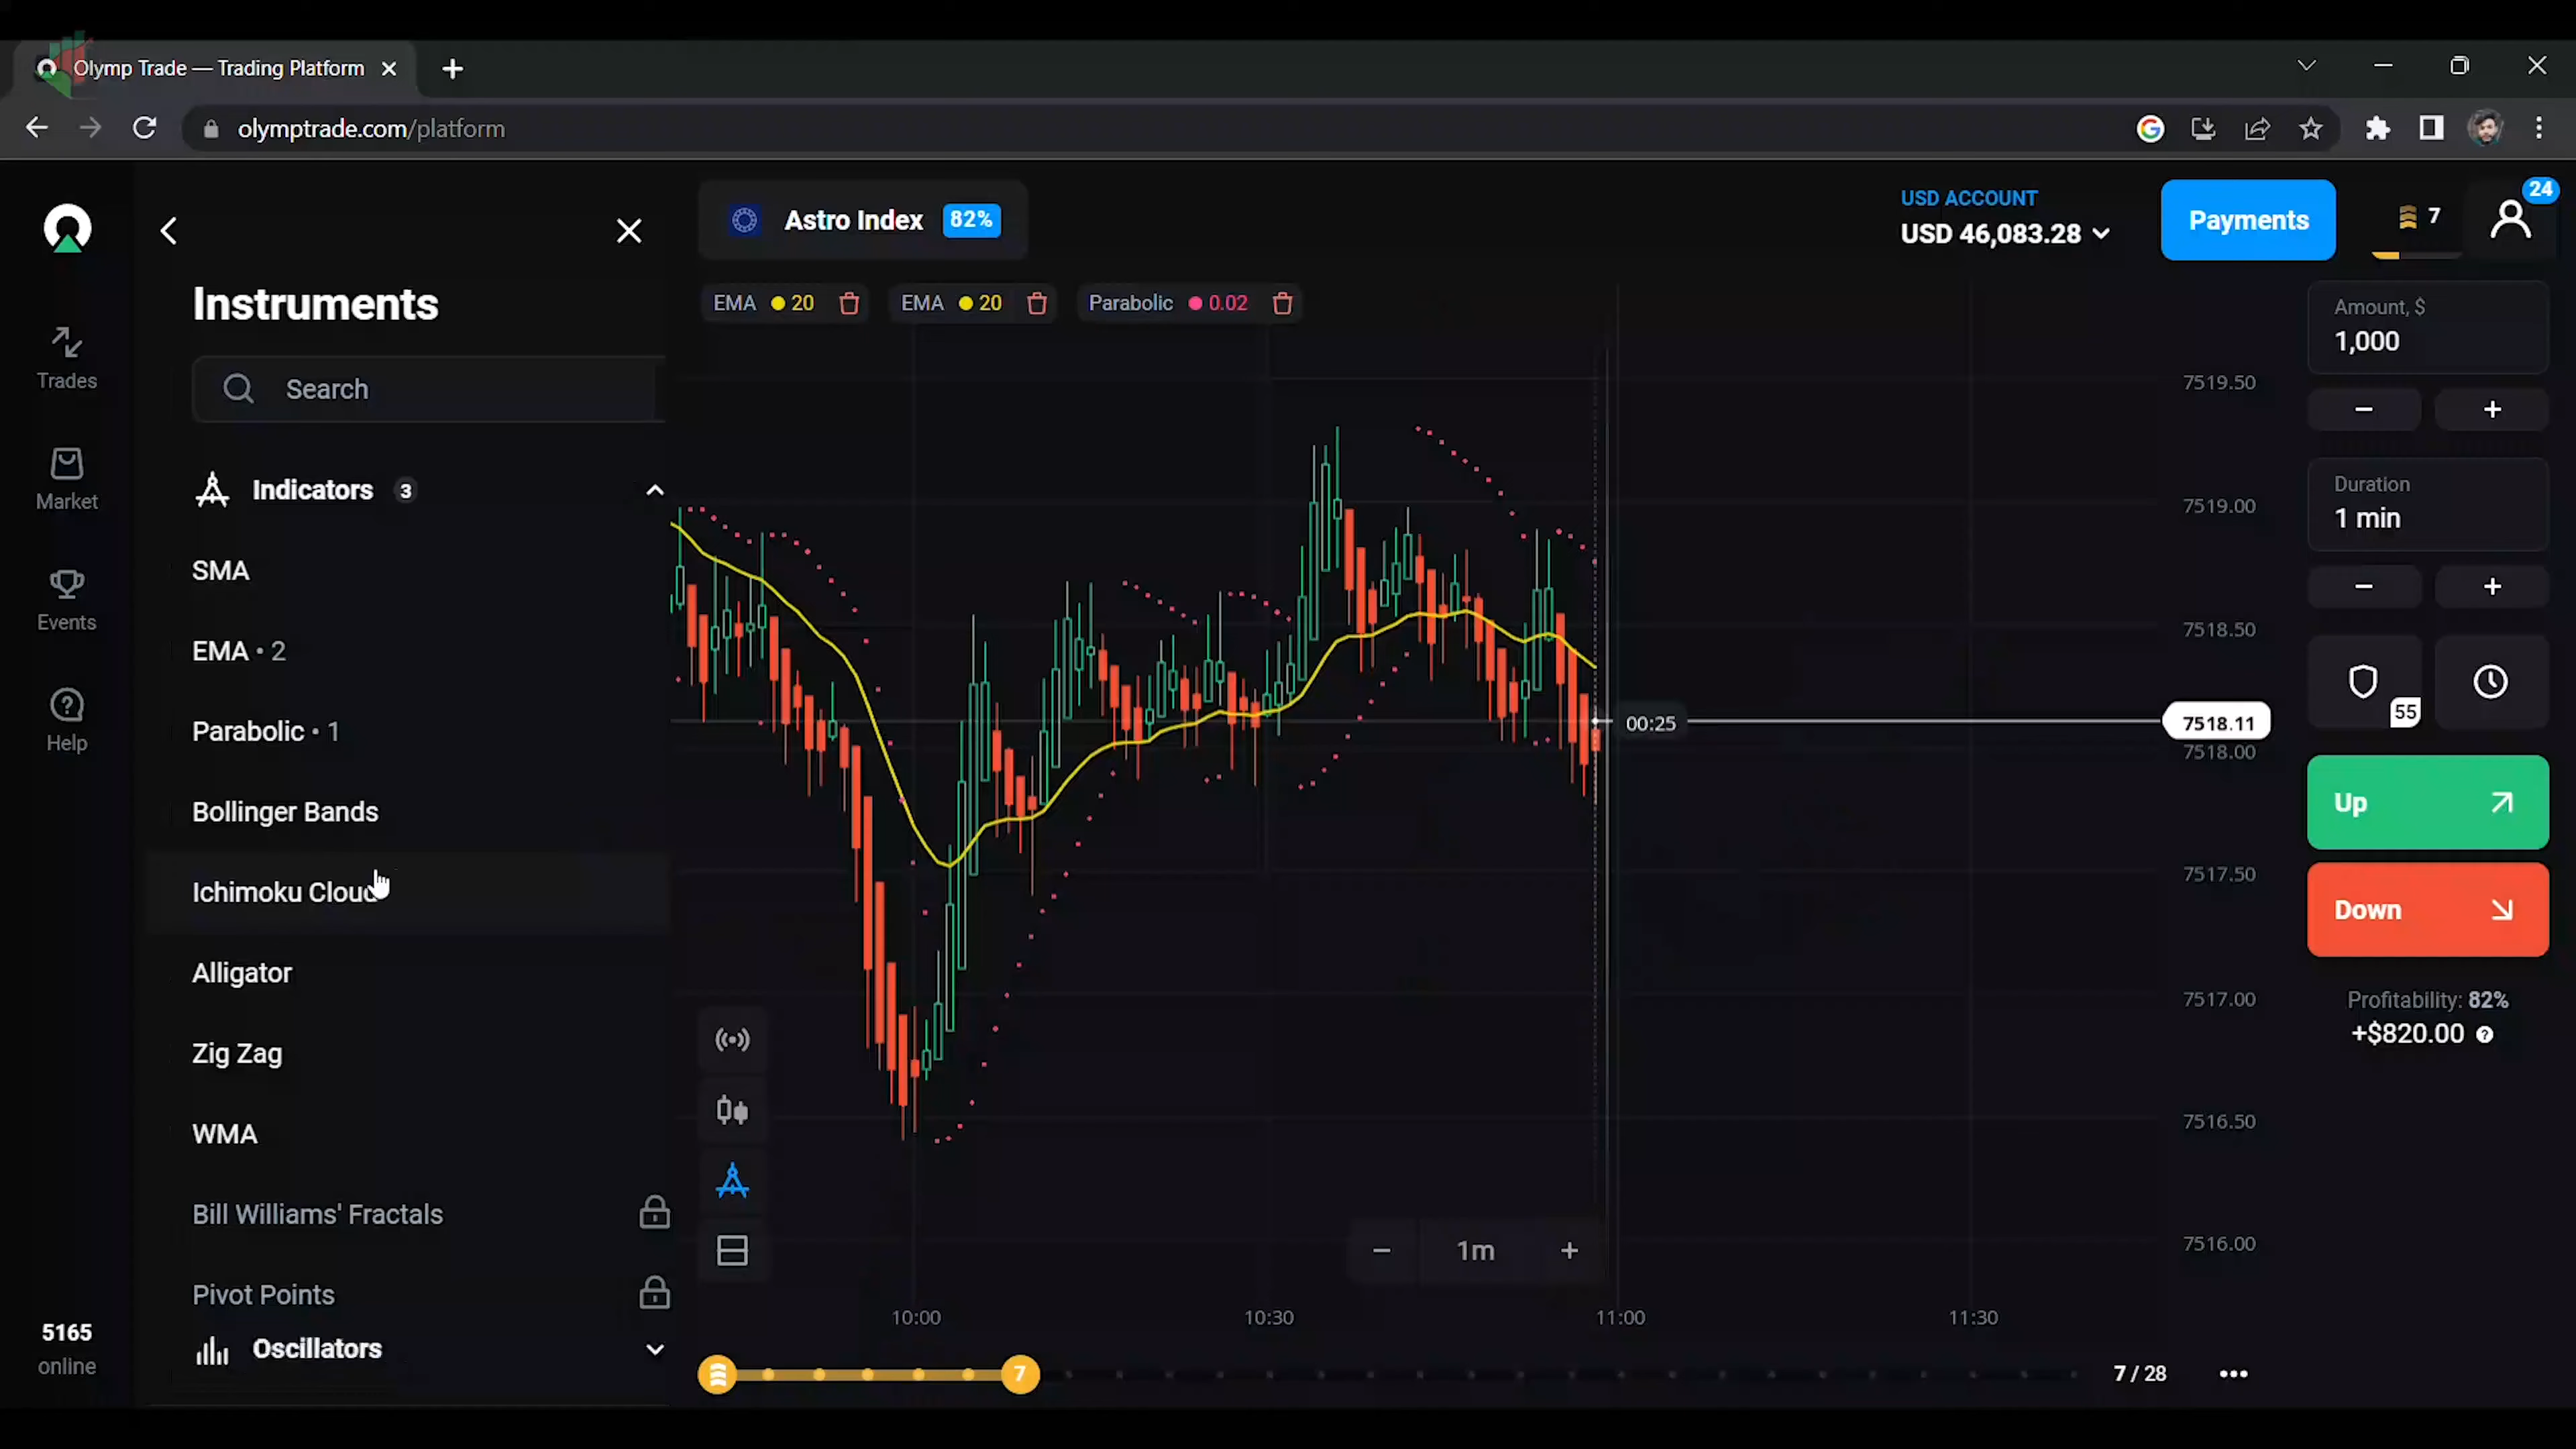 Olymp Trade — Trading Platform
olymptrade.com/platform
Astro Index 82%
USD ACCOUNT
USD 46,083.28
Payments
7
24
Instruments
Search
Indicators 3
SMA
EMA • 2
Parabolic • 1
Bollinger Bands
Ichimoku Cloud
Alligator
Zig Zag
WMA
Bill Williams' Fractals
Pivot Points
Oscillators
Trades
Market
Events
Help
5165
online
EMA 20
EMA 20
Parabolic 0.02
7519.50
7519.00
7518.50
00:25
7518.11
7518.00
7517.50
7517.00
7516.50
7516.00
1m
10:00
10:30
11:00
11:30
7
7 / 28
Amount, $
1,000
Duration
1 min
55
Up
Down
Profitability: 82%
+$820.00